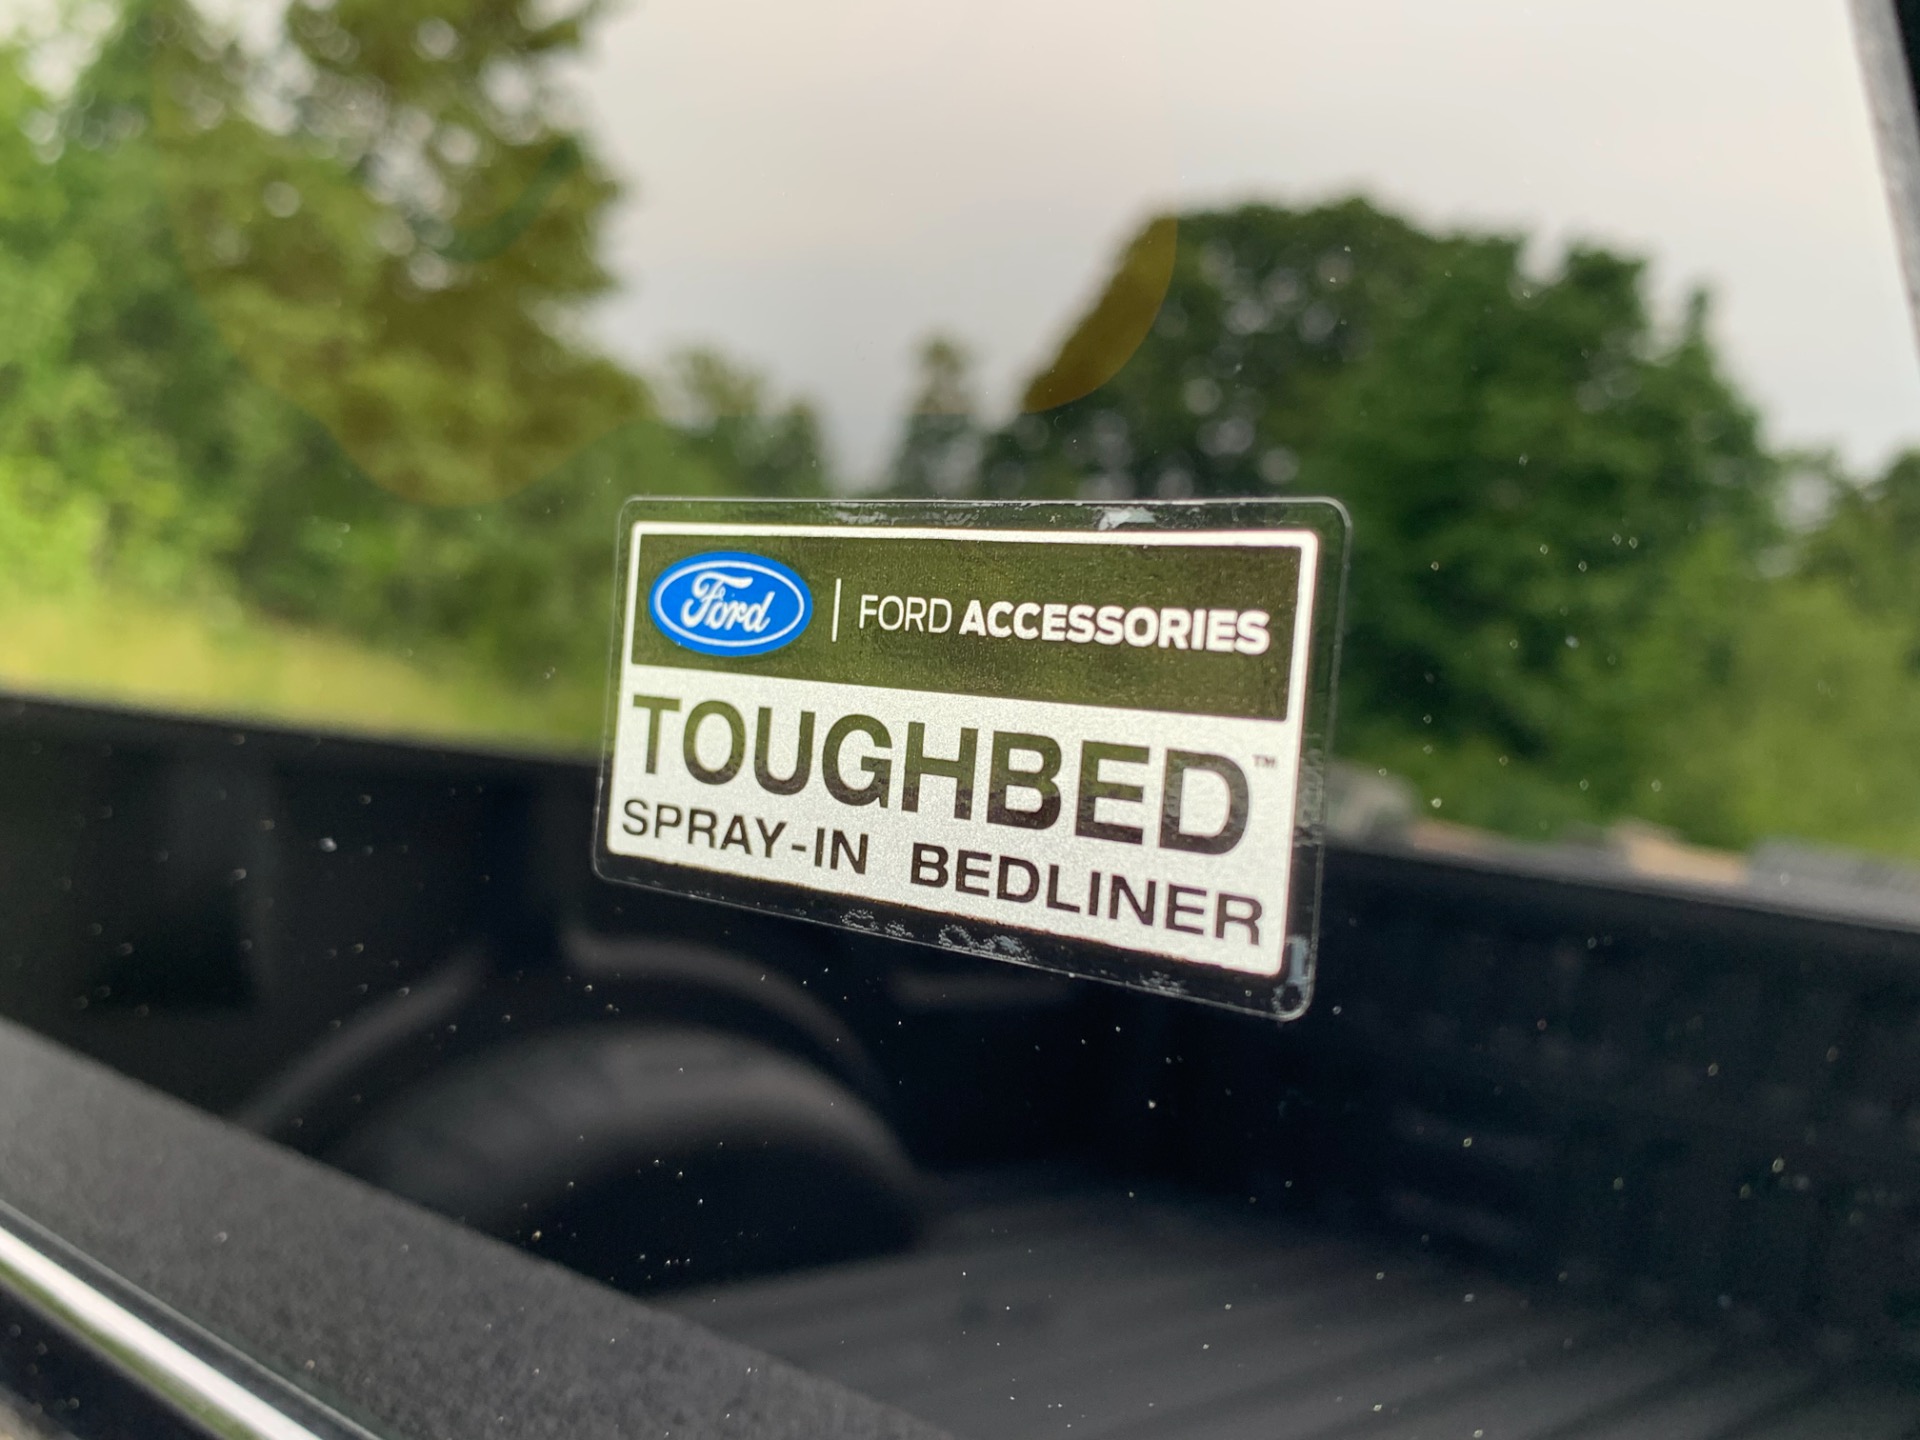 Ford | FORD ACCESSORIES
TOUGHBED™
SPRAY-IN BEDLINER